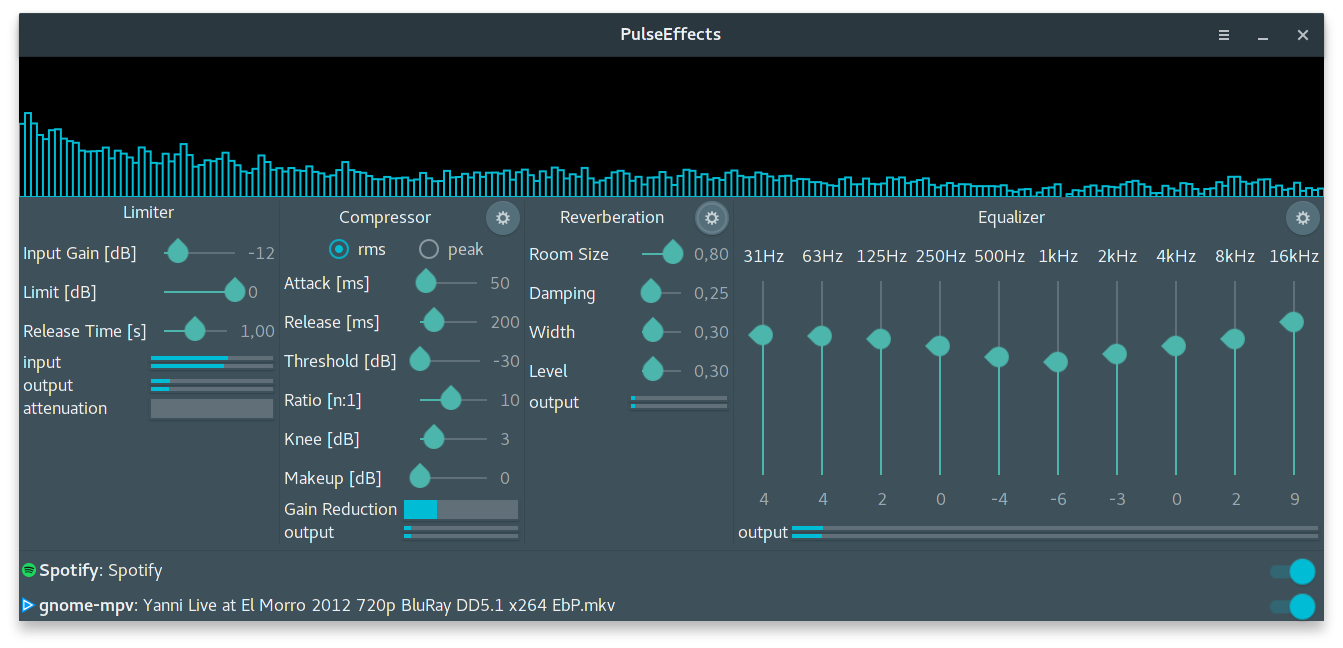 PulseEffects
Limiter
Input Gain [dB] -12
Limit [dB] 0
Release Time [s] 1,00
input
output
attenuation
Compressor
rms peak
Attack [ms] 50
Release [ms] 200
Threshold [dB] -30
Ratio [n:1] 10
Knee [dB] 3
Makeup [dB] 0
Gain Reduction
output
Reverberation
Room Size 0,80
Damping 0,25
Width 0,30
Level 0,30
output
Equalizer
31Hz 63Hz 125Hz 250Hz 500Hz 1kHz 2kHz 4kHz 8kHz 16kHz
4 4 2 0 -4 -6 -3 0 2 9
output
Spotify: Spotify
gnome-mpv: Yanni Live at El Morro 2012 720p BluRay DD5.1 x264 EbP.mkv